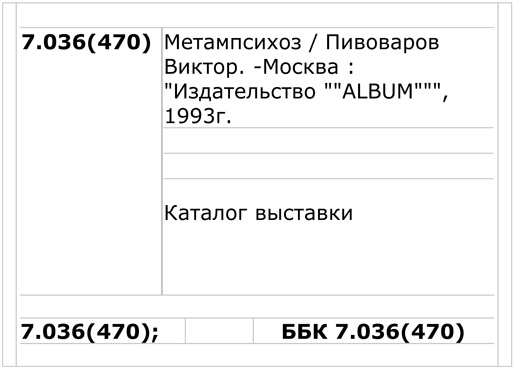 7.036(470) Метампсихоз / Пивоваров
Виктор. -Москва :
"Издательство ""ALBUM""",
1993г.
Каталог выставки
7.036(470); ББК 7.036(470)